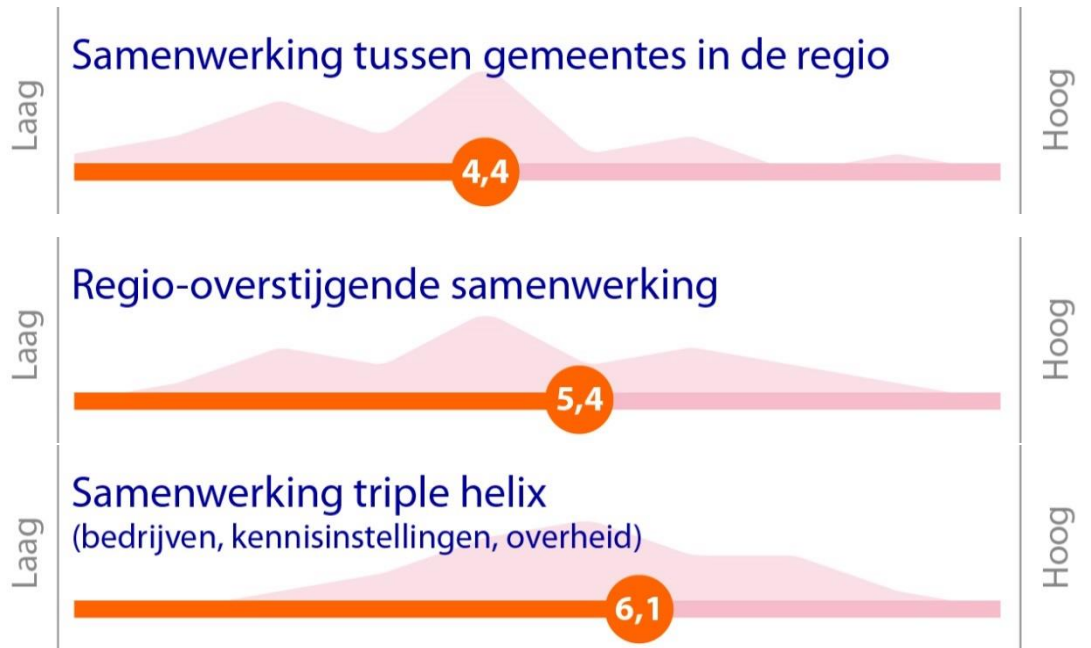 Samenwerking tussen gemeentes in de regio
Laag
4,4
Hoog
Regio-overstijgende samenwerking
Laag
5,4
Hoog
Samenwerking triple helix
(bedrijven, kennisinstellingen, overheid)
Laag
6,1
Hoog